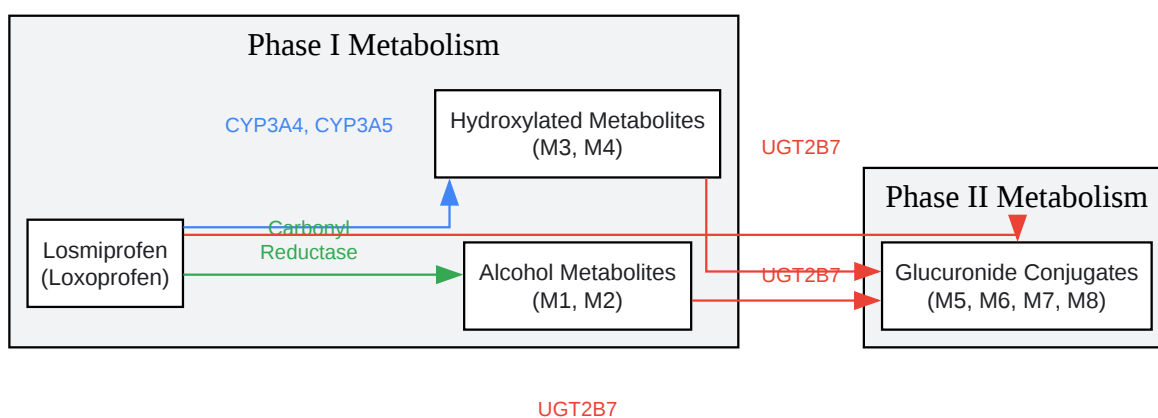 Phase I Metabolism
CYP3A4, CYP3A5
Hydroxylated Metabolites
(M3, M4)
UGT2B7
Phase II Metabolism
Losmiprofen
(Loxoprofen)
Carbonyl
Reductase
Alcohol Metabolites
(M1, M2)
UGT2B7
Glucuronide Conjugates
(M5, M6, M7, M8)
UGT2B7